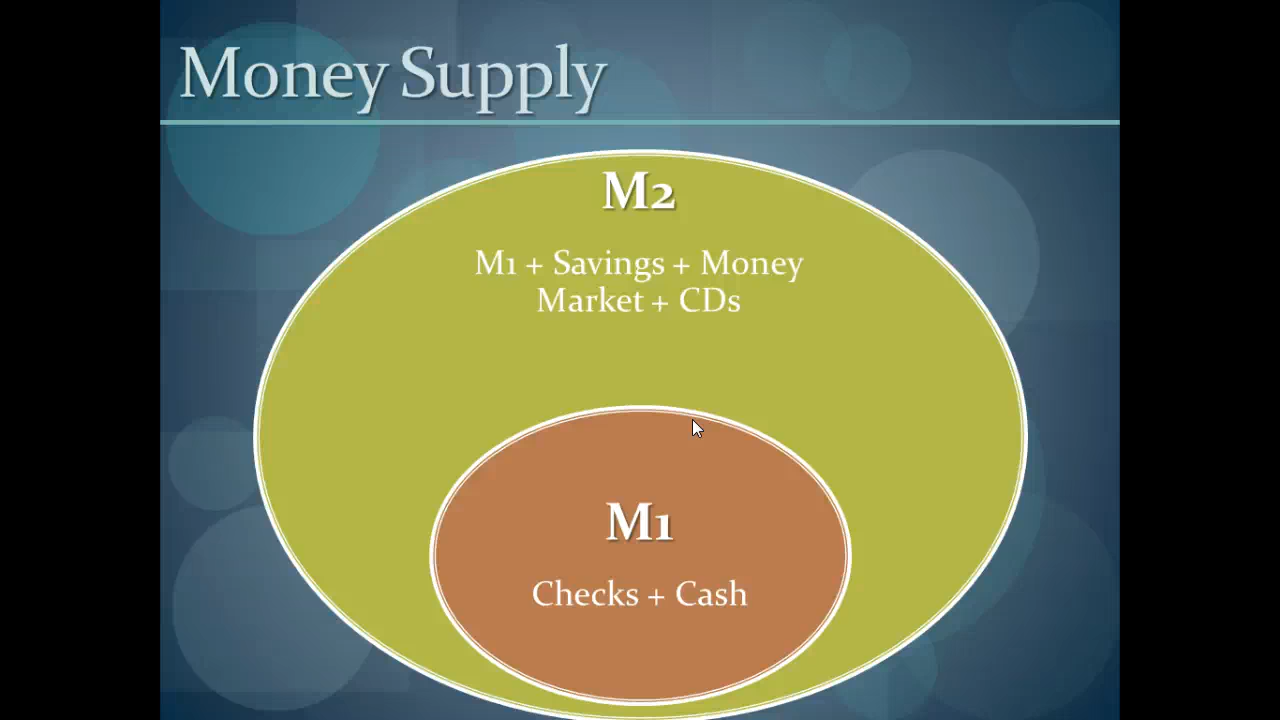 Money Supply
M2
M1 + Savings + Money
Market + CDs
M1
Checks + Cash